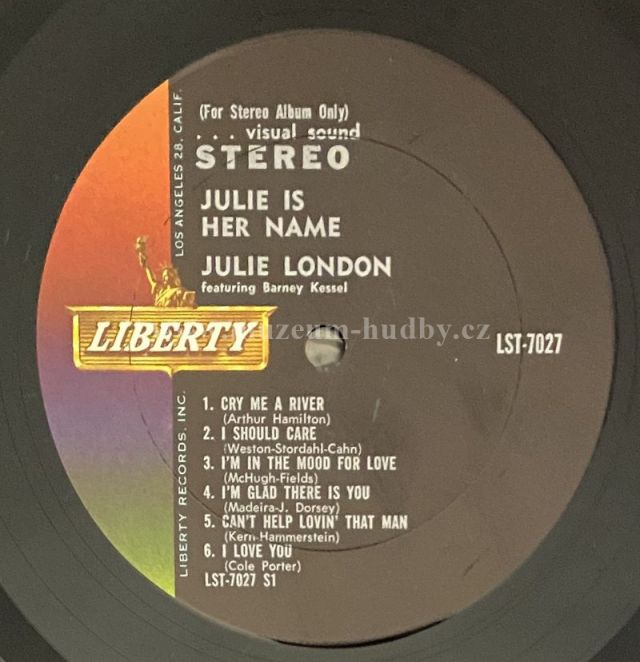 (For Stereo Album Only)
. . . visual sound
STEREO
JULIE IS
HER NAME
JULIE LONDON
featuring Barney Kessel
LOS ANGELES 28, CALIF.
LIBERTY
muzeum-hudby.cz
LST-7027
LIBERTY RECORDS, INC.
1. CRY ME A RIVER
(Arthur Hamilton)
2. I SHOULD CARE
(Weston-Stordahl-Cahn)
3. I'M IN THE MOOD FOR LOVE
(McHugh-Fields)
4. I'M GLAD THERE IS YOU
(Madeira-J. Dorsey)
5. CAN'T HELP LOVIN' THAT MAN
(Kern-Hammerstein)
6. I LOVE YOU
(Cole Porter)
LST-7027 S1